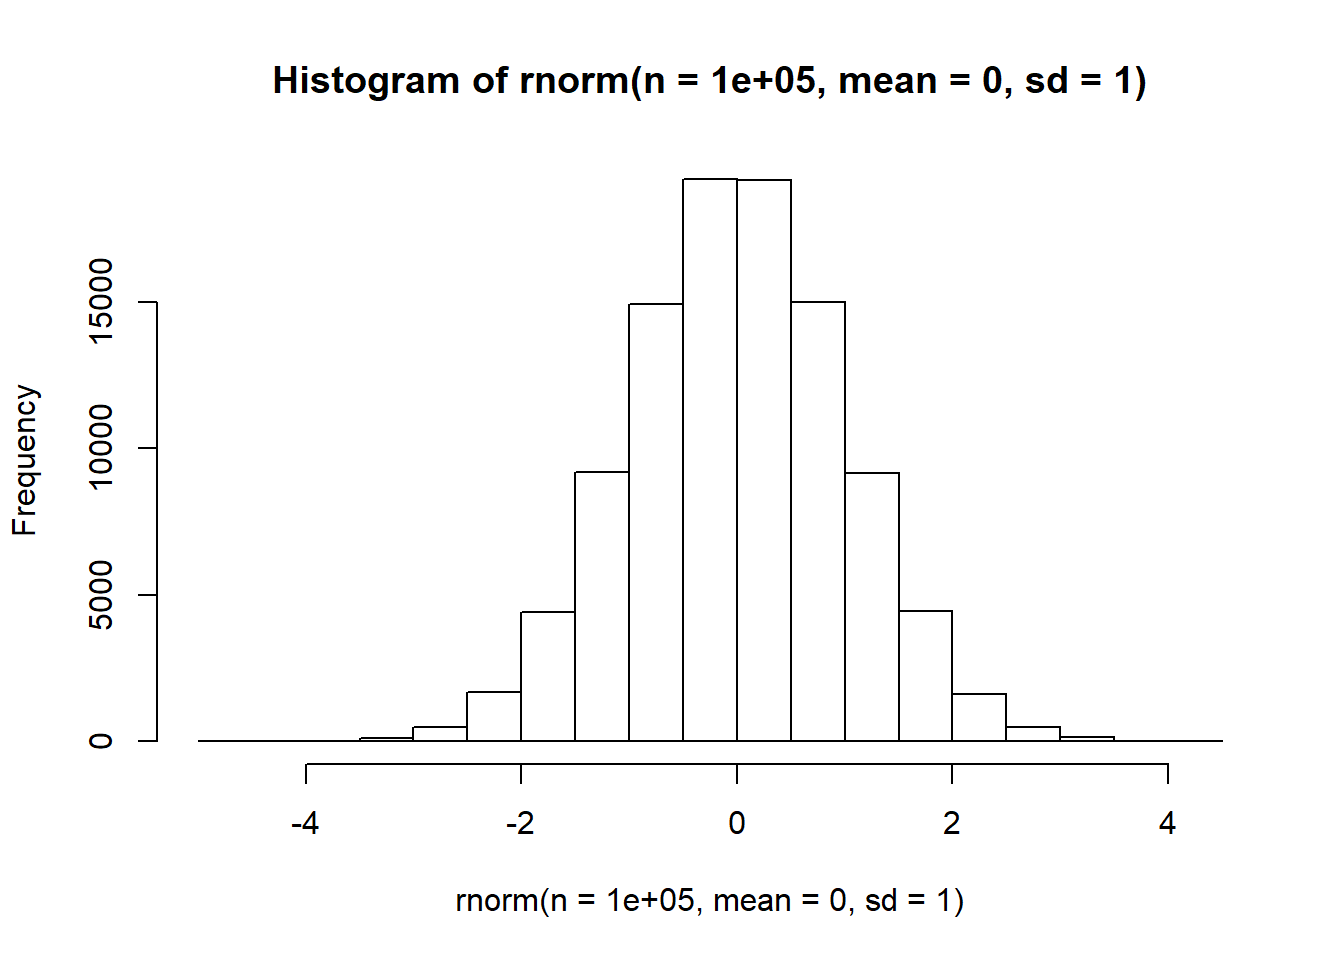 Histogram of rnorm(n = 1e+05, mean = 0, sd = 1)
Frequency
15000
10000
5000
0
-4 -2 0 2 4
rnorm(n = 1e+05, mean = 0, sd = 1)